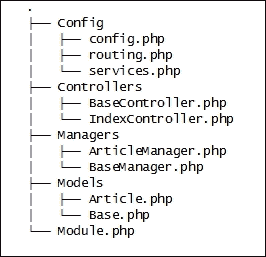 .
├── Config
│   ├── config.php
│   ├── routing.php
│   └── services.php
├── Controllers
│   ├── BaseController.php
│   └── IndexController.php
├── Managers
│   ├── ArticleManager.php
│   └── BaseManager.php
├── Models
│   ├── Article.php
│   └── Base.php
└── Module.php